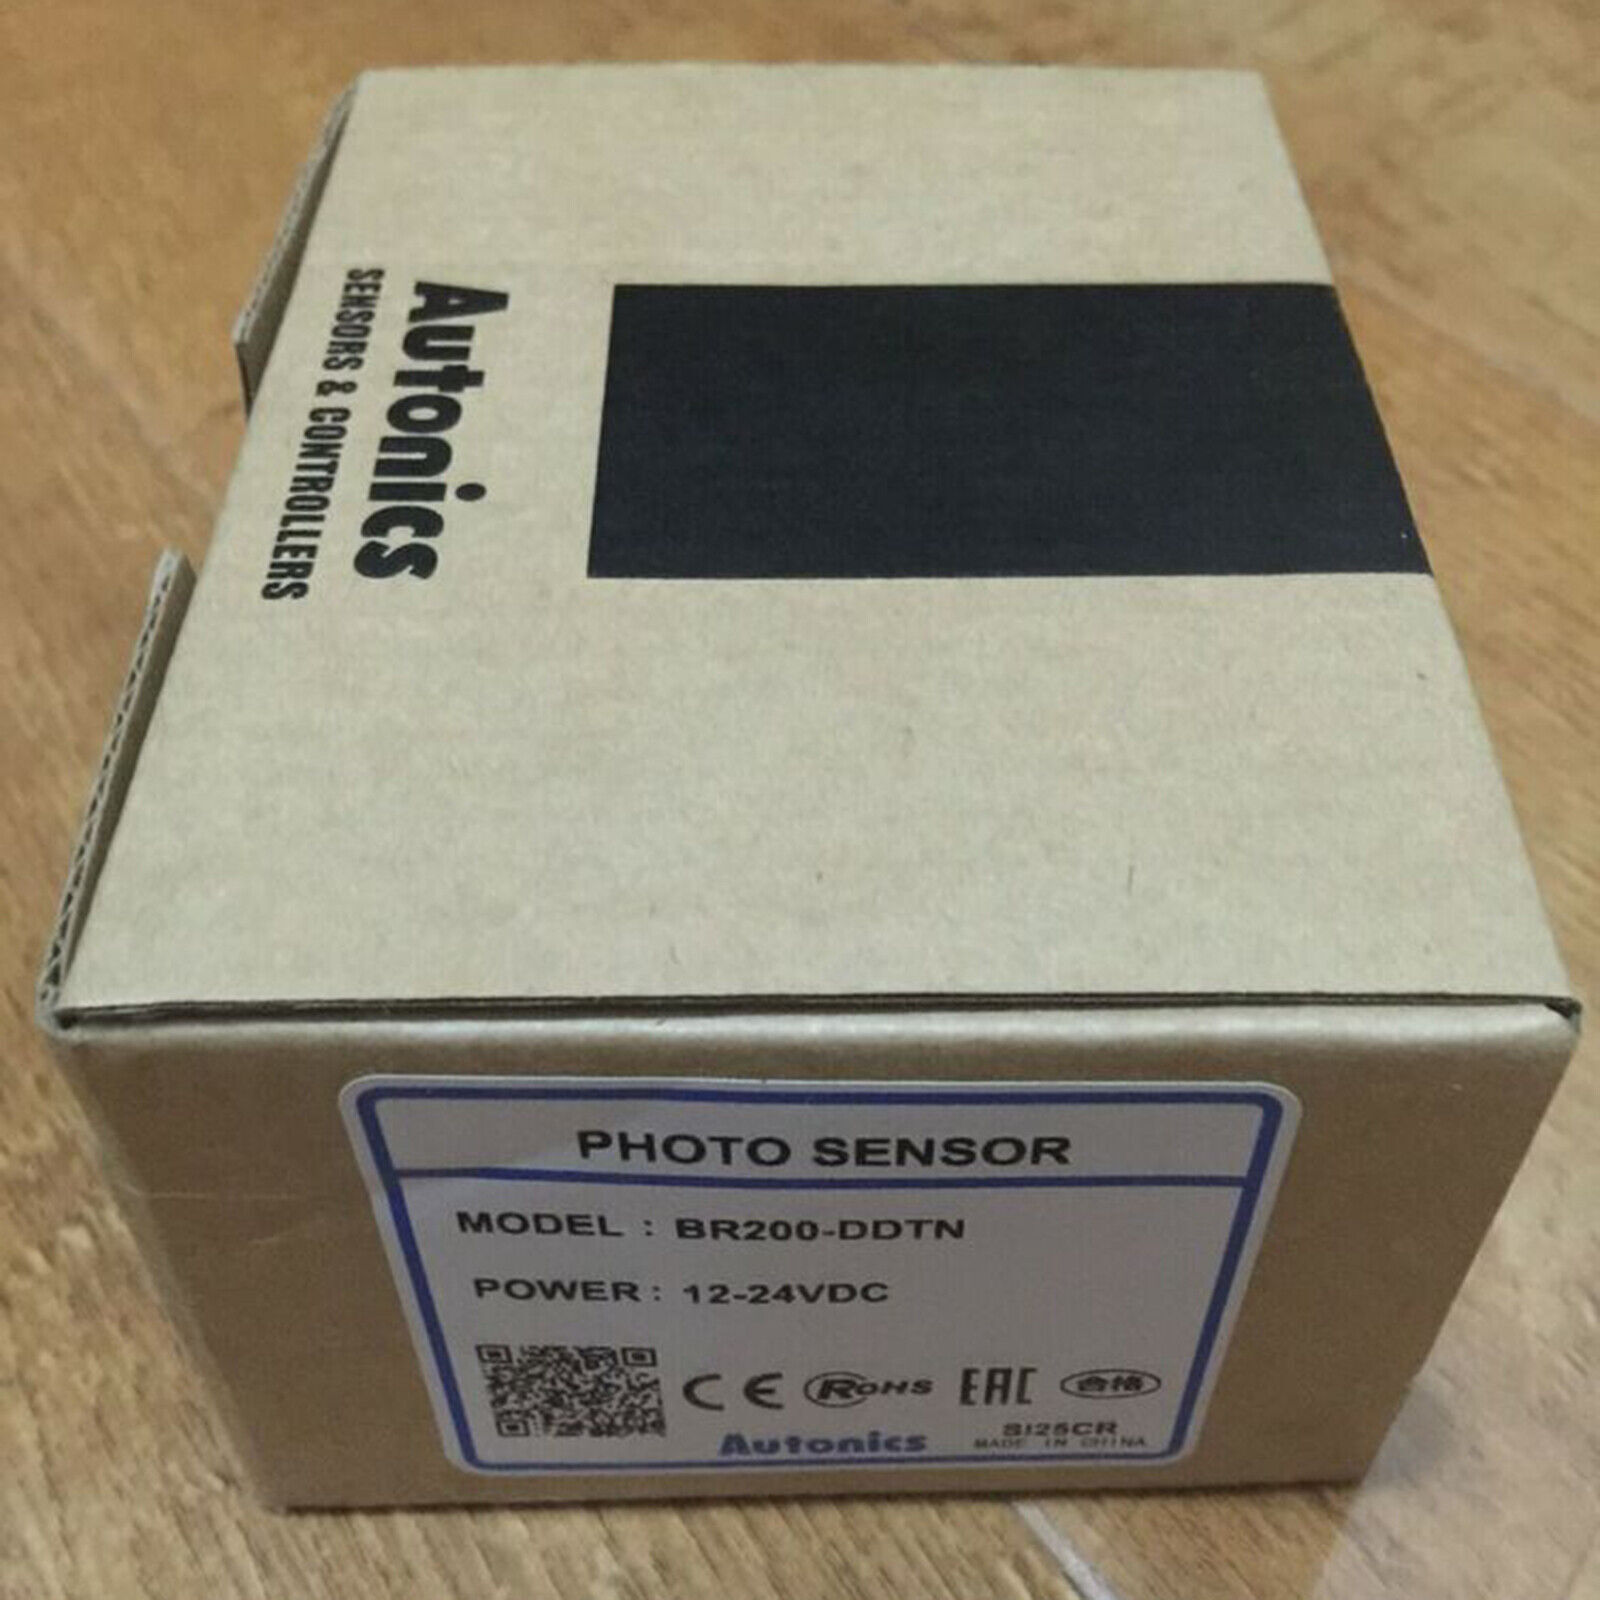 Autonics
SENSORS & CONTROLLERS
PHOTO SENSOR
MODEL : BR200-DDTN
POWER : 12-24VDC
CE RoHS EAC 合格
Autonics SI25CR
MADE IN CHINA